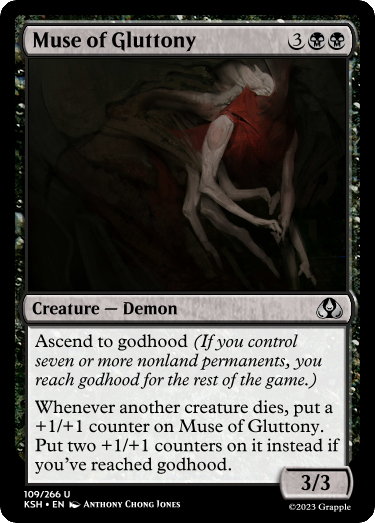 Muse of Gluttony 3
Creature — Demon
Ascend to godhood (If you control
seven or more nonland permanents, you
reach godhood for the rest of the game.)
Whenever another creature dies, put a
+1/+1 counter on Muse of Gluttony.
Put two +1/+1 counters on it instead if
you've reached godhood.
3/3
109/266 U
KSH • EN Anthony Chong Jones
©2023 Grapple